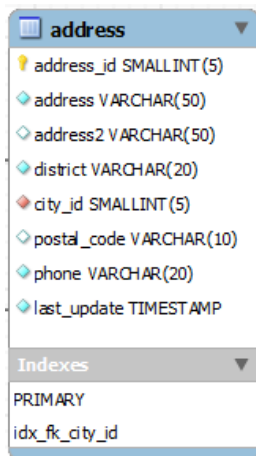 address
address_id SMALLINT(5)
address VARCHAR(50)
address2 VARCHAR(50)
district VARCHAR(20)
city_id SMALLINT(5)
postal_code VARCHAR(10)
phone VARCHAR(20)
last_update TIMESTAMP
Indexes
PRIMARY
idx_fk_city_id